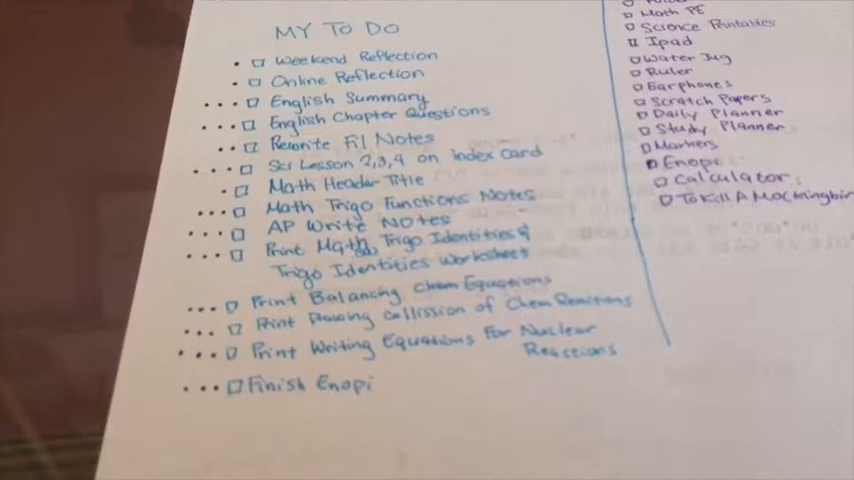 MY TO DO
Weekend Reflection
Online Reflection
English Summary
English Chapter Questions
Rewrite Fil Notes
Sci Lesson 2,3,4 on Index Card
Math Header Title
Math Trigo Functions Notes
AP Write Notes
Print Math Trigo Identities &
Trigo Identities Worksheet
Print Balancing Chem Equations
Print Drawing Collission of Chem Reactions
Print Writing Equations For Nuclear
Reactions
Finish Enopi
Math PE
Science Printables
Ipad
Water Jug
Ruler
Earphones
Scratch Papers
Daily Planner
Study Planner
Markers
Enopi
Calculator
To Kill A Mockingbir